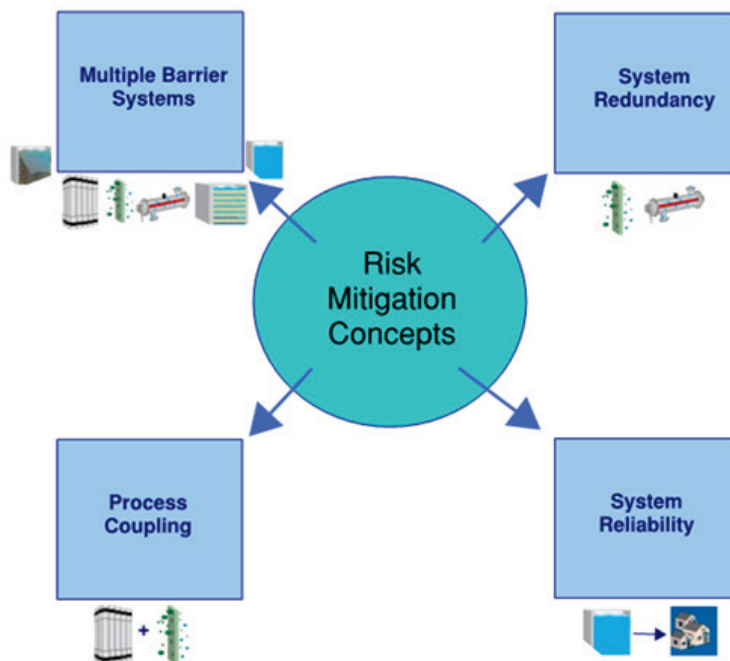 Multiple Barrier
Systems
System
Redundancy
Risk
Mitigation
Concepts
Process
Coupling
System
Reliability
+